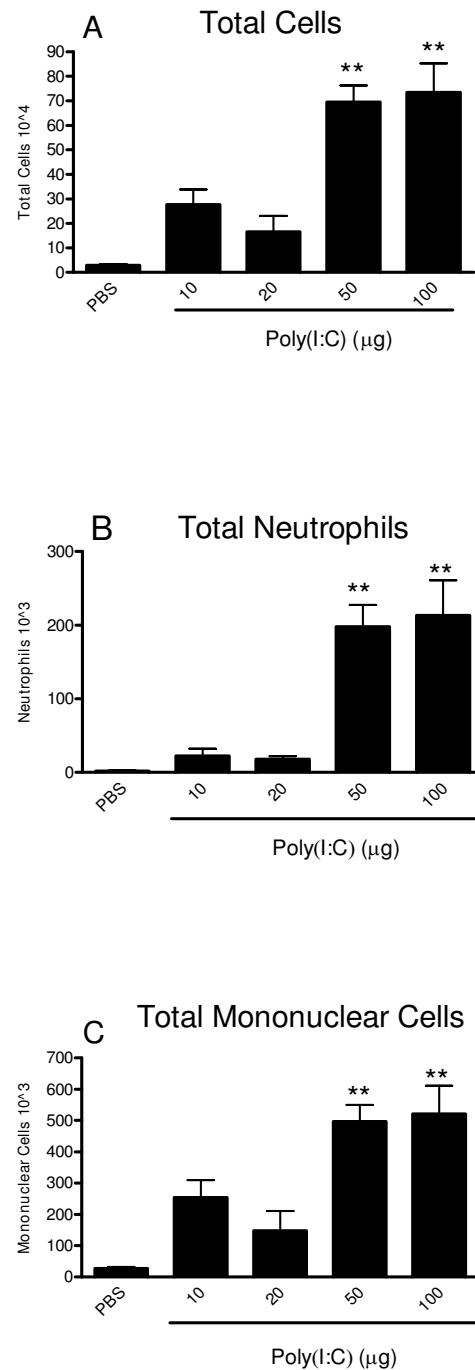 A Total Cells
Total Cells 10^4
90
80
70
60
50
40
30
20
10
0
** **
PBS 10 20 50 100
Poly(I:C) (μg)
B Total Neutrophils
Neutrophils 10^3
300
200
100
0
** **
PBS 10 20 50 100
Poly(I:C) (μg)
C Total Mononuclear Cells
Mononuclear Cells 10^3
700
600
500
400
300
200
100
0
** **
PBS 10 20 50 100
Poly(I:C) (μg)